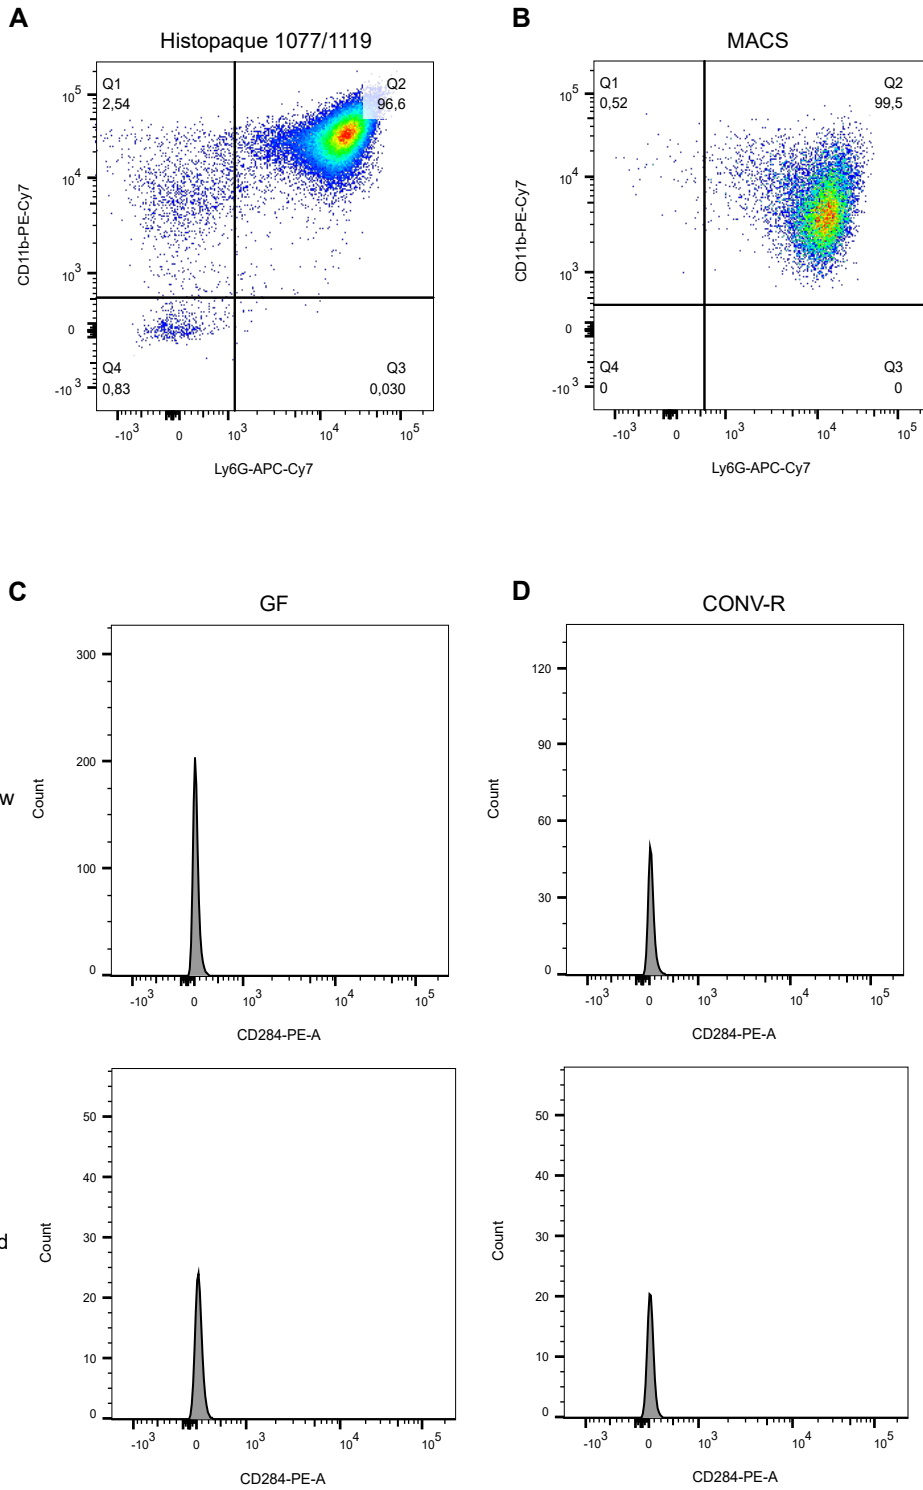 A
B
Histopaque 1077/1119
MACS
Q1
2,54
Q2
96,6
Q4
0,83
Q3
0,030
CD11b-PE-Cy7
10^5
10^4
10^3
0
-10^3
-10^3 0 10^3 10^4 10^5
Ly6G-APC-Cy7
Q1
0,52
Q2
99,5
Q4
0
Q3
0
CD11b-PE-Cy7
10^5
10^4
10^3
0
-10^3
-10^3 0 10^3 10^4 10^5
Ly6G-APC-Cy7
C
D
GF
CONV-R
w
Count
300
200
100
0
-10^3 0 10^3 10^4 10^5
CD284-PE-A
Count
120
90
60
30
0
-10^3 0 10^3 10^4 10^5
CD284-PE-A
d
Count
50
40
30
20
10
0
-10^3 0 10^3 10^4 10^5
CD284-PE-A
Count
50
40
30
20
10
0
-10^3 0 10^3 10^4 10^5
CD284-PE-A